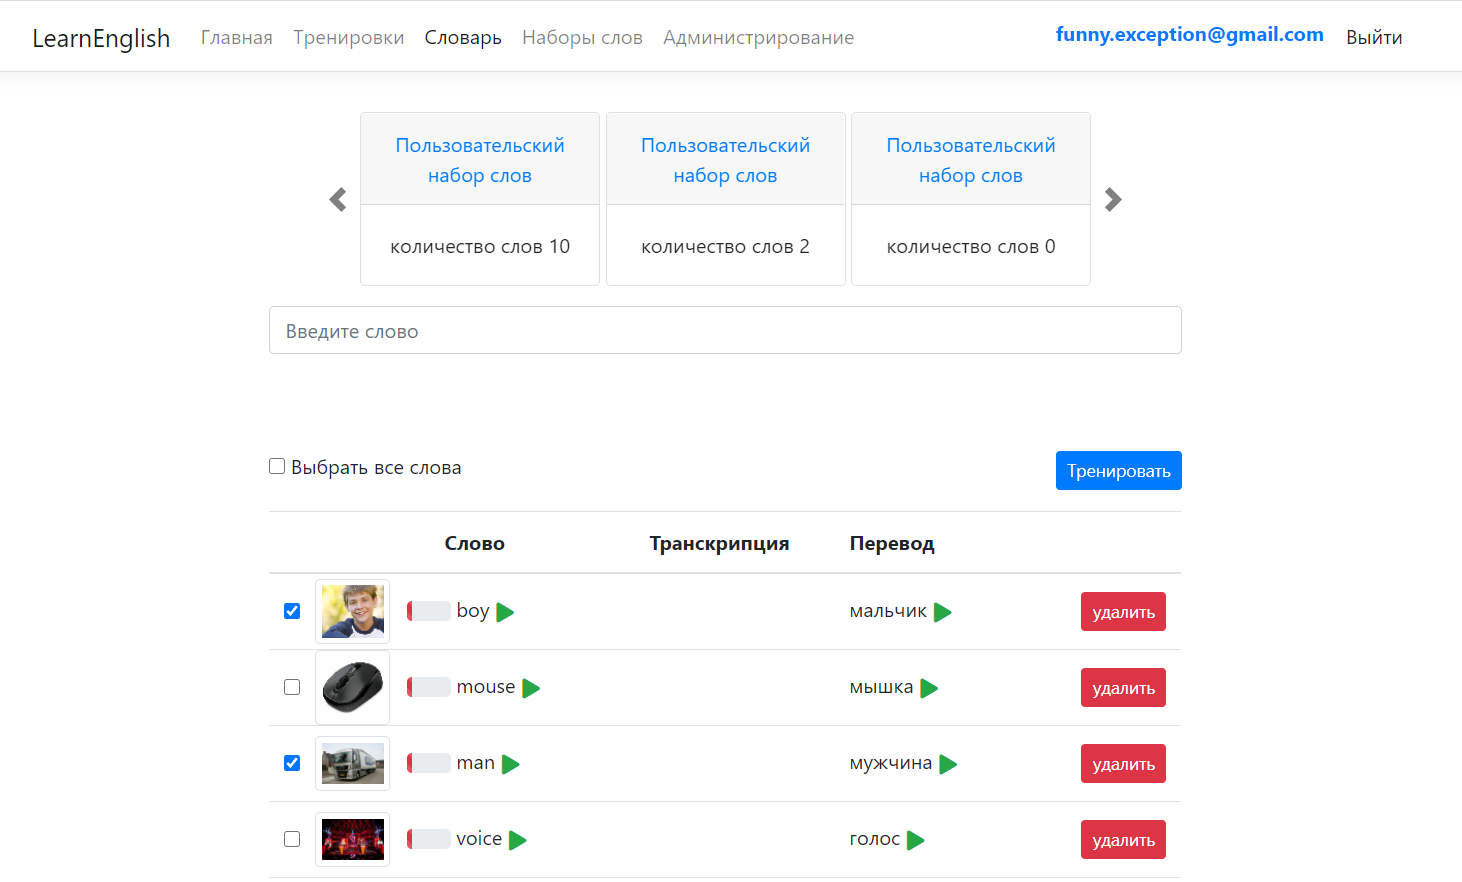 LearnEnglish Главная Тренировки Словарь Наборы слов Администрирование funny.exception@gmail.com Выйти
Пользовательский набор слов
количество слов 10
Пользовательский набор слов
количество слов 2
Пользовательский набор слов
количество слов 0
Введите слово
Выбрать все слова Тренировать
Слово Транскрипция Перевод
boy мальчик удалить
mouse мышка удалить
man мужчина удалить
voice голос удалить